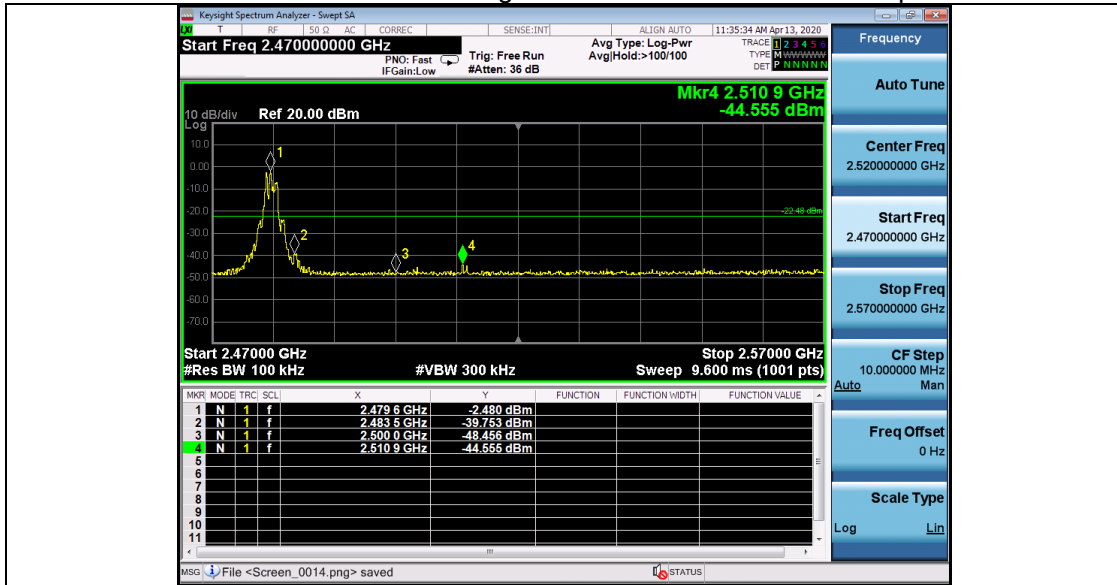 Keysight Spectrum Analyzer - Swept SA
LXI T RF 50 Ω AC CORREC SENSE:INT ALIGN AUTO 11:35:34 AM Apr 13, 2020
Start Freq 2.470000000 GHz
PNO: Fast
IFGain:Low
Trig: Free Run
#Atten: 36 dB
Avg Type: Log-Pwr
Avg|Hold:>100/100
TRACE 1 2 3 4 5 6
TYPE M WWWWW
DET P N N N N N
Mkr4 2.510 9 GHz
-44.555 dBm
10 dB/div Ref 20.00 dBm
Log
10.0
0.00
-10.0
-20.0
-30.0
-40.0
-50.0
-60.0
-70.0
1
2
3
4
-22.48 dBm
Start 2.47000 GHz Stop 2.57000 GHz
#Res BW 100 kHz #VBW 300 kHz Sweep 9.600 ms (1001 pts)
MKR MODE TRC SCL X Y FUNCTION FUNCTION WIDTH FUNCTION VALUE
1 N 1 f 2.479 6 GHz -2.480 dBm
2 N 1 f 2.483 5 GHz -39.753 dBm
3 N 1 f 2.500 0 GHz -48.456 dBm
4 N 1 f 2.510 9 GHz -44.555 dBm
5
6
7
8
9
10
11
MSG File <Screen_0014.png> saved STATUS
Frequency
Auto Tune
Center Freq
2.520000000 GHz
Start Freq
2.470000000 GHz
Stop Freq
2.570000000 GHz
CF Step
10.000000 MHz
Auto Man
Freq Offset
0 Hz
Scale Type
Log Lin